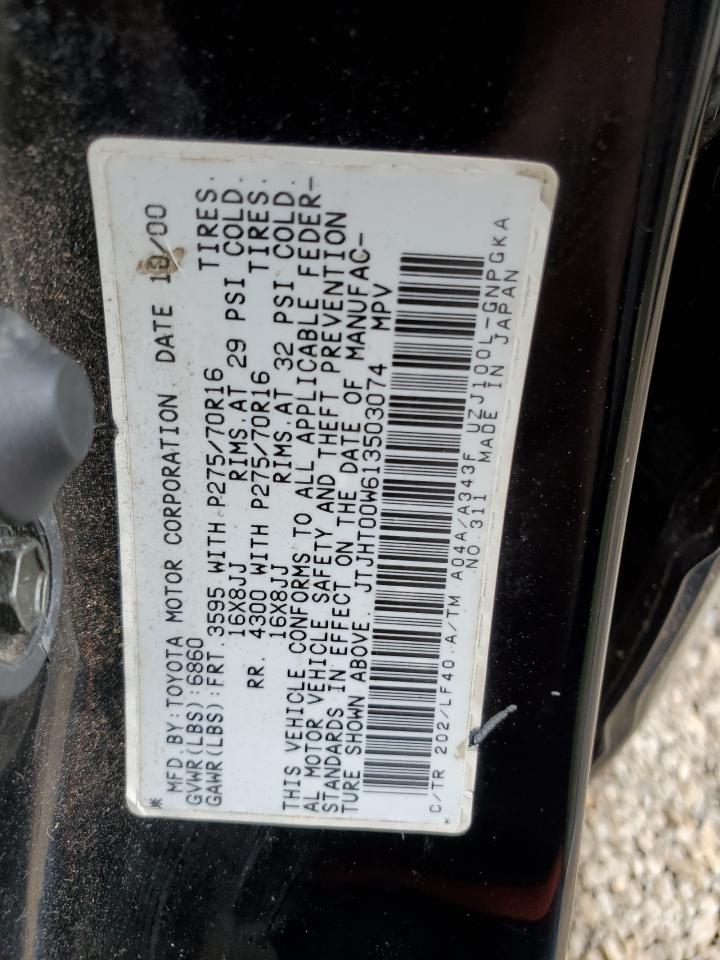 * MFD BY:TOYOTA MOTOR CORPORATION DATE 10/00
GVWR(LBS):6860
GAWR(LBS):FRT 3595 WITH P275/70R16 TIRES.
16X8JJ RIMS.AT 29 PSI COLD.
RR. 4300 WITH P275/70R16 TIRES.
16X8JJ RIMS.AT 32 PSI COLD.
THIS VEHICLE CONFORMS TO ALL APPLICABLE FEDER-
AL MOTOR VEHICLE SAFETY AND THEFT PREVENTION
STANDARDS IN EFFECT ON THE DATE OF MANUFAC-
TURE SHOWN ABOVE. JTJHT00W613503074 MPV
* C/TR 202/LF40 A/TM A04A/A343F UZJ100L-GNPGKA
NO.311 MADE IN JAPAN